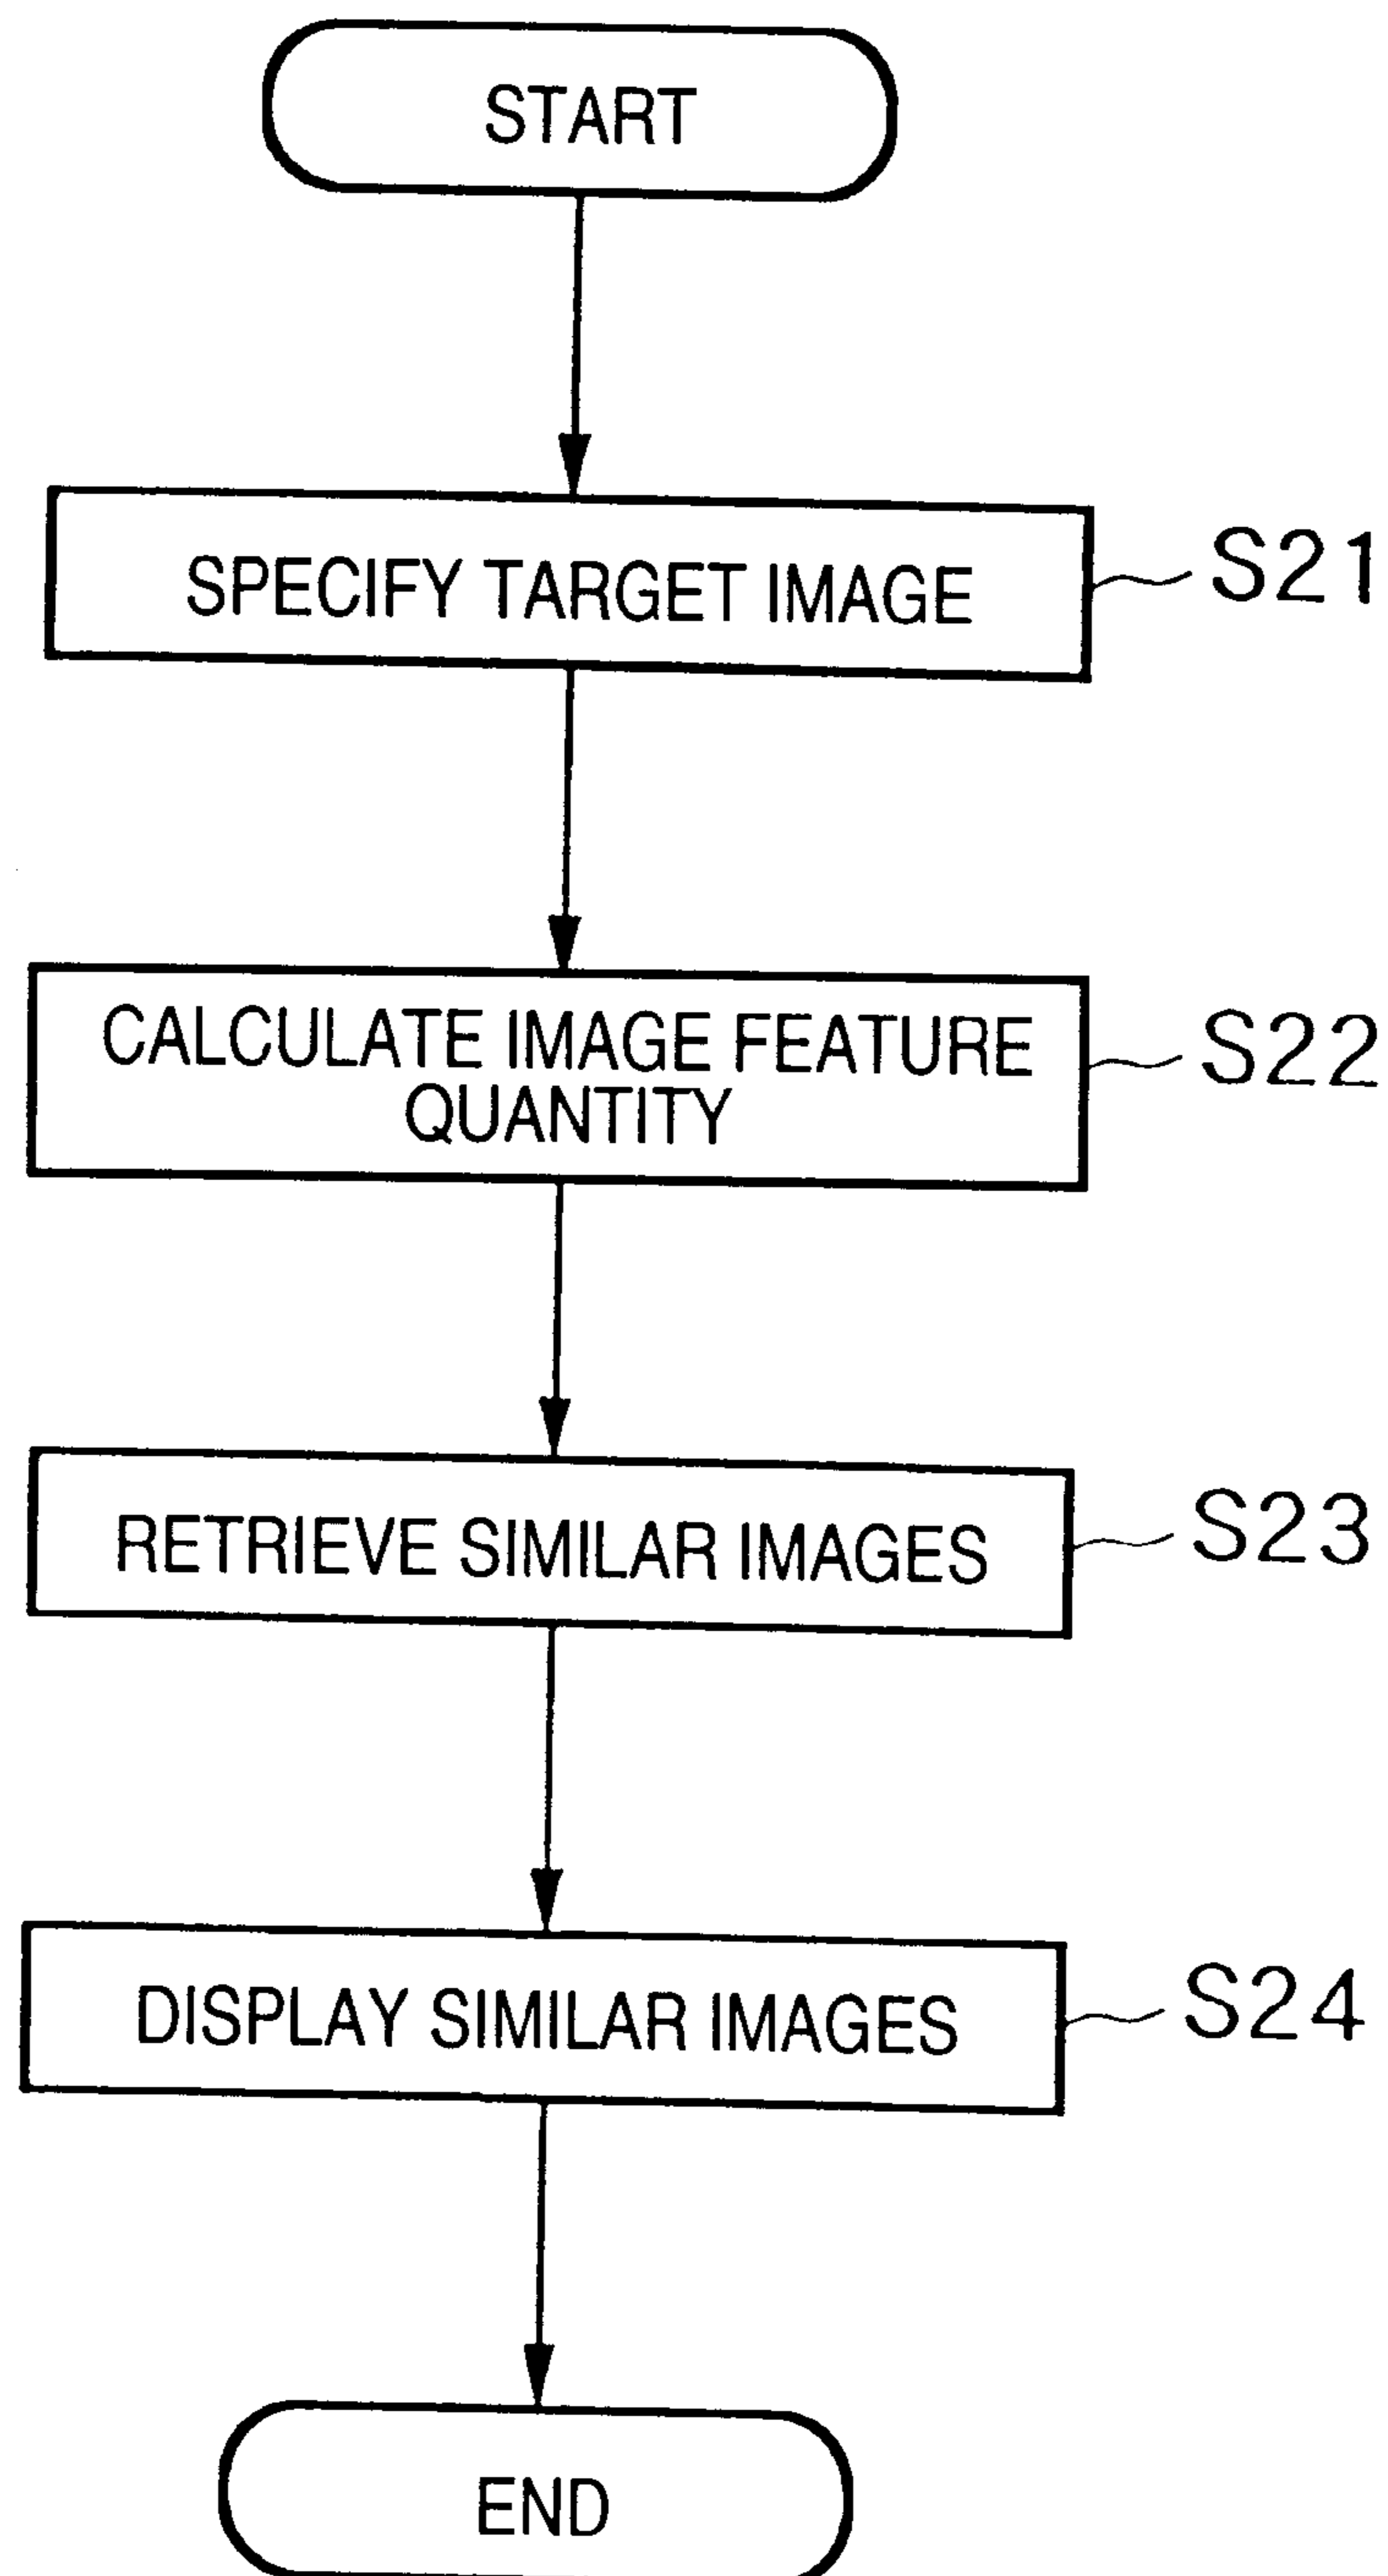 START
SPECIFY TARGET IMAGE
S21
CALCULATE IMAGE FEATURE
QUANTITY
S22
RETRIEVE SIMILAR IMAGES
S23
DISPLAY SIMILAR IMAGES
S24
END